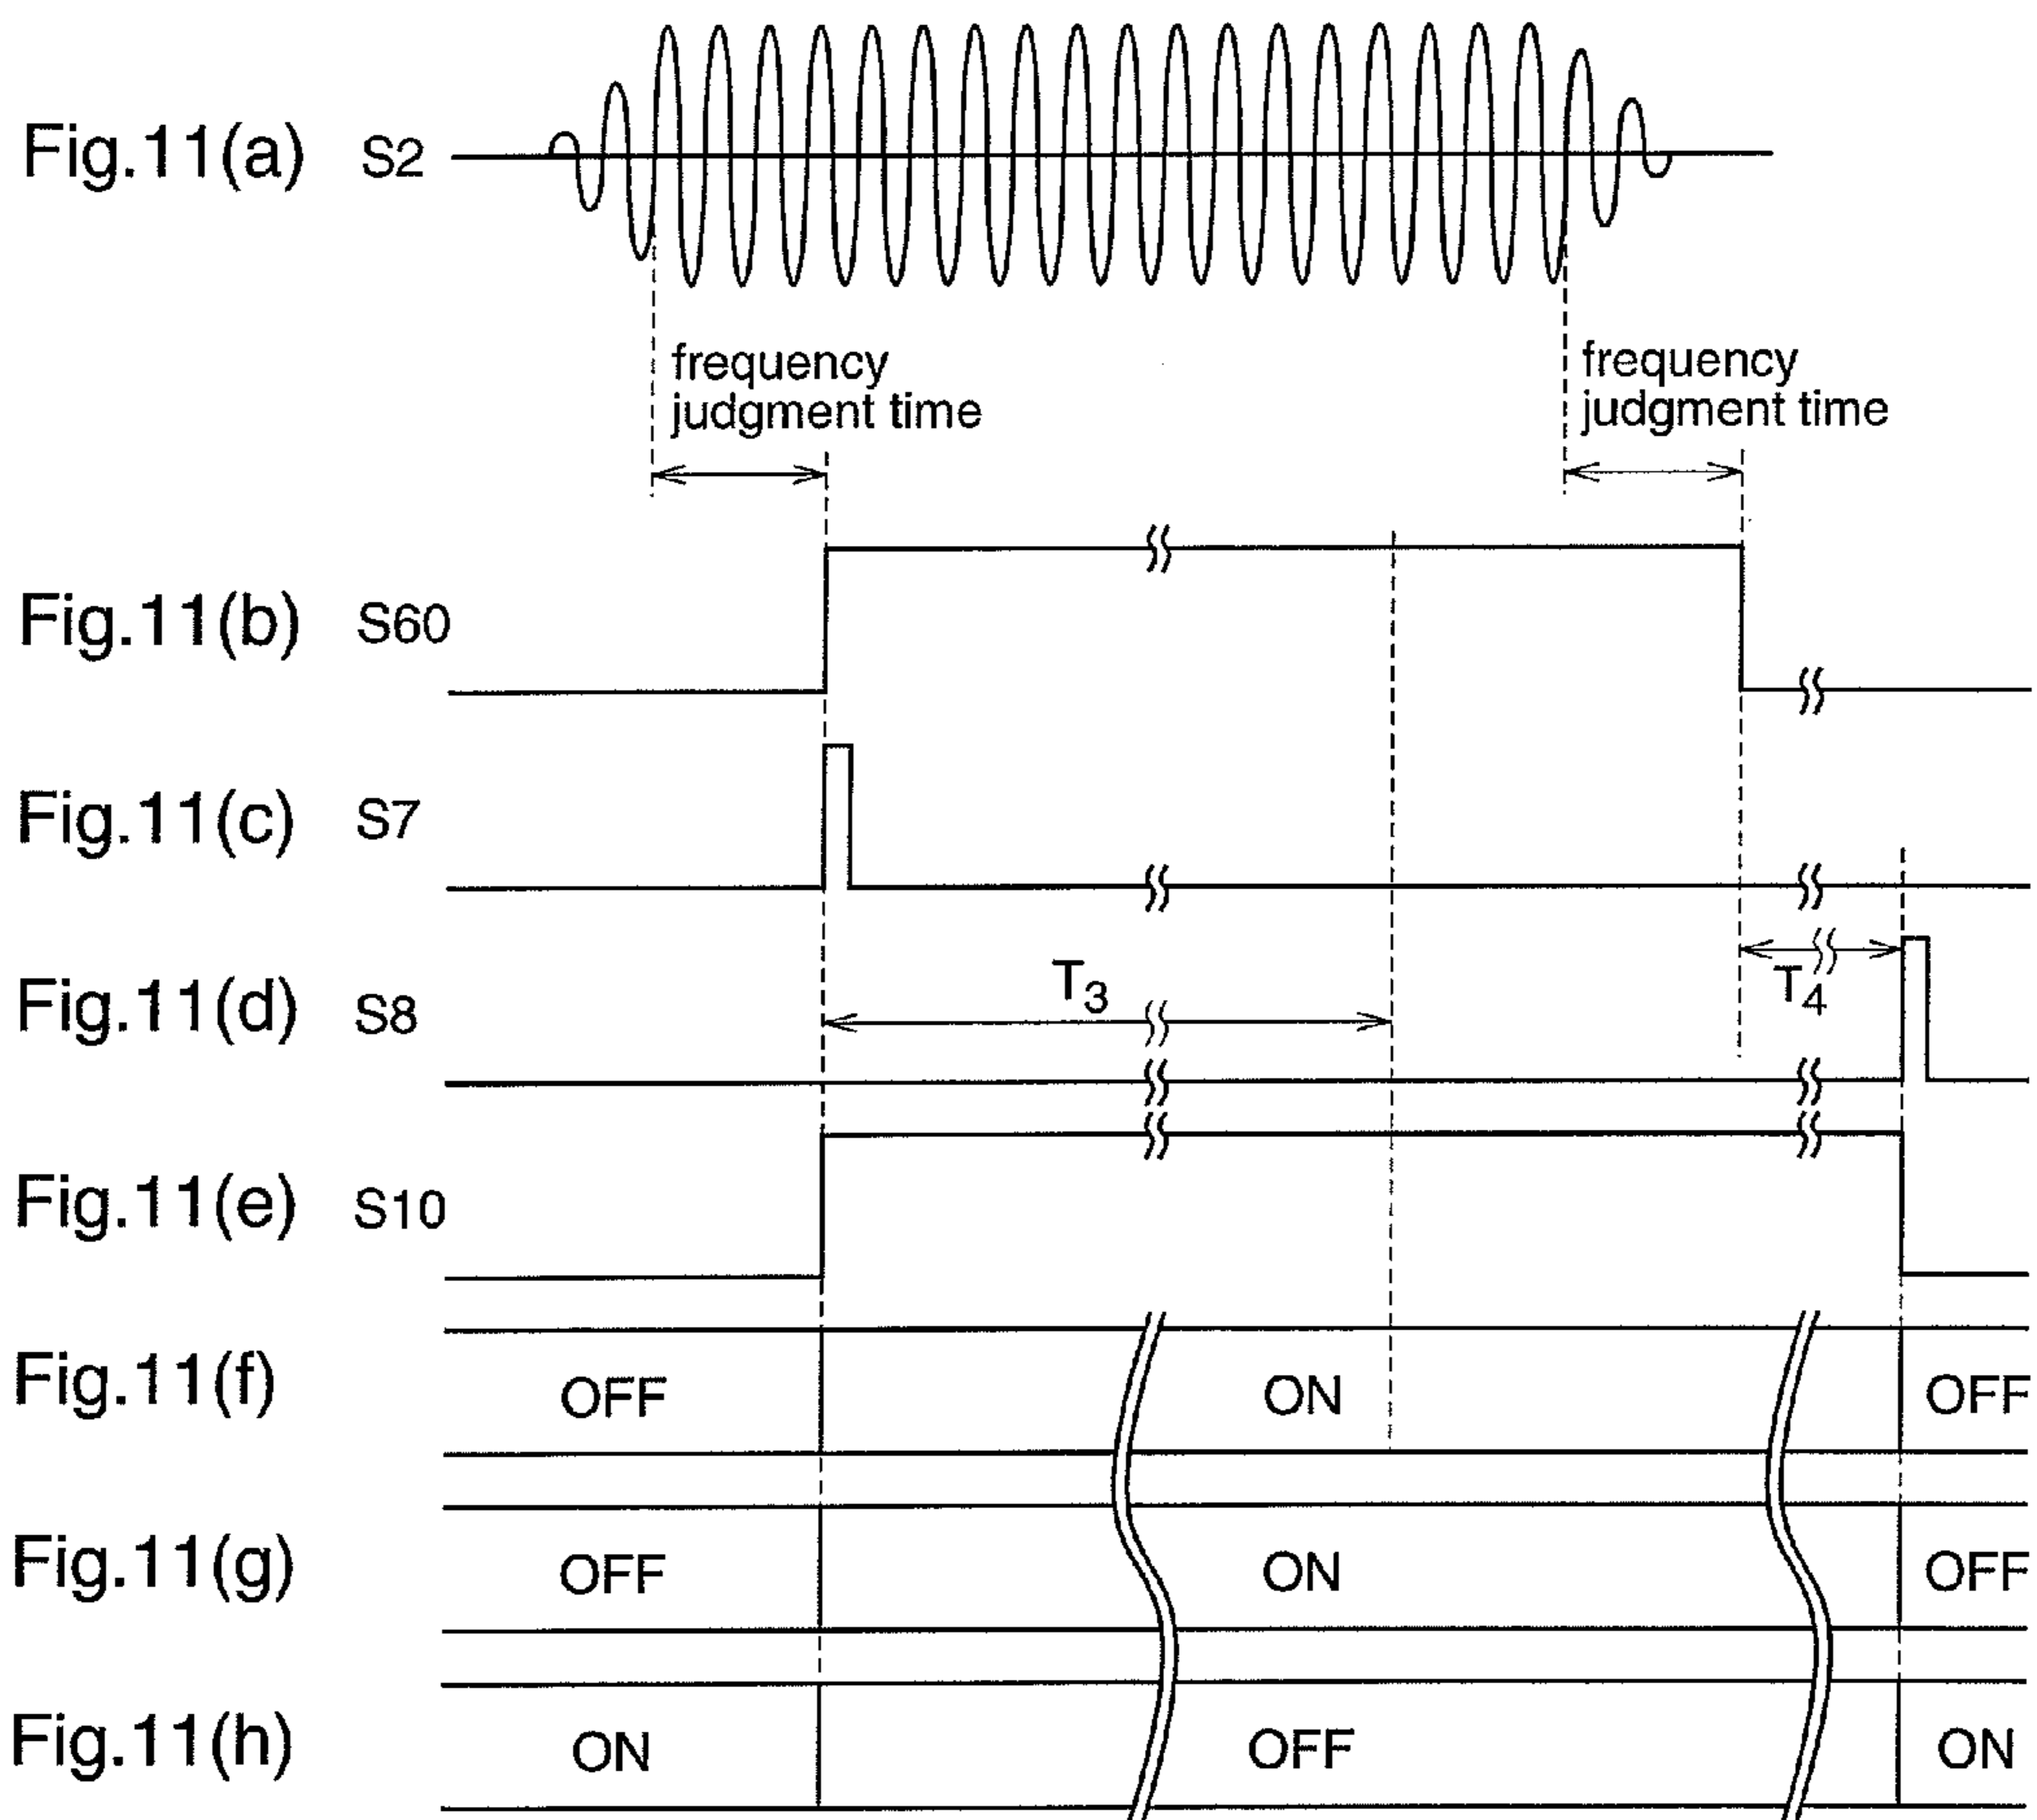 Fig.11(a) S2
frequency
judgment time
frequency
judgment time
Fig.11(b) S60
Fig.11(c) S7
Fig.11(d) S8
T3
T4
Fig.11(e) S10
Fig.11(f) OFF ON OFF
Fig.11(g) OFF ON OFF
Fig.11(h) ON OFF ON